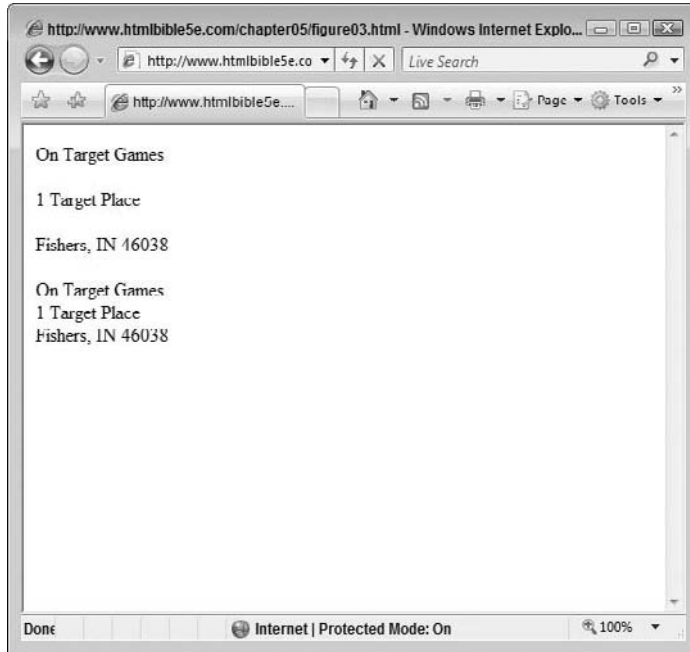 http://www.htmlbible5e.com/chapter05/figure03.html - Windows Internet Explo...
http://www.htmlbible5e.co
Live Search
http://www.htmlbible5e....
Page
Tools
On Target Games
1 Target Place
Fishers, IN 46038
On Target Games
1 Target Place
Fishers, IN 46038
Done
Internet | Protected Mode: On
100%